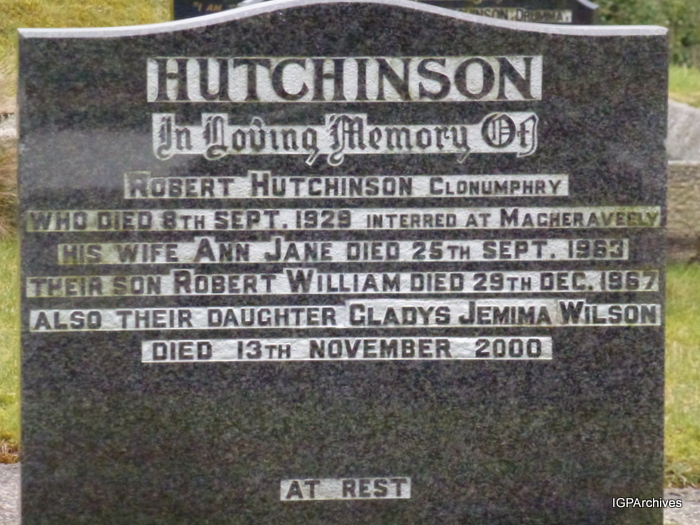 HUTCHINSON
In Loving Memory Of
ROBERT HUTCHINSON CLONUMPHRY
WHO DIED 8TH SEPT. 1929 INTERRED AT MAGHERAVEELY
HIS WIFE ANN JANE DIED 25TH SEPT. 1963
THEIR SON ROBERT WILLIAM DIED 29TH DEC. 1967
ALSO THEIR DAUGHTER GLADYS JEMIMA WILSON
DIED 13TH NOVEMBER 2000
AT REST
IGPArchives